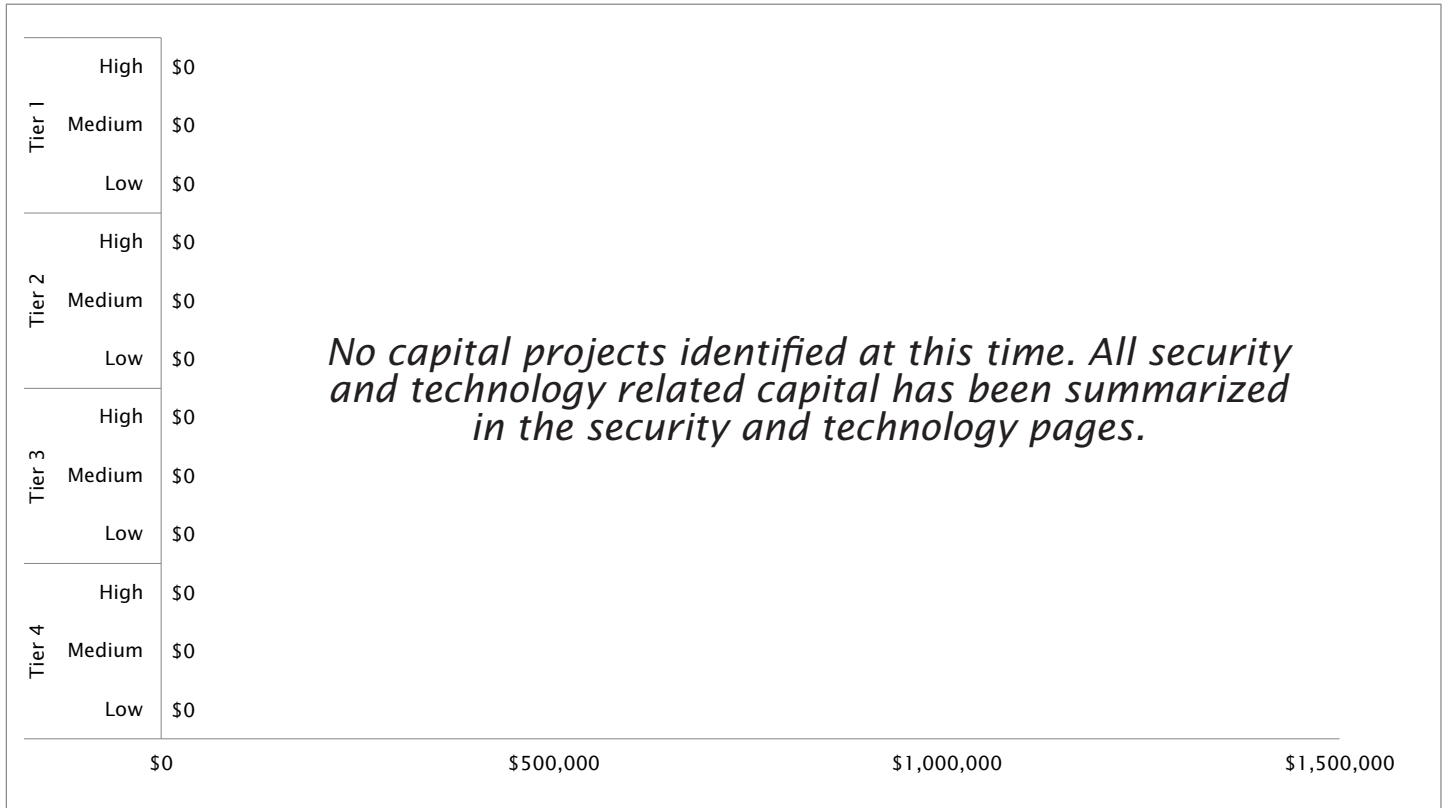 Tier 1
High $0
Medium $0
Low $0
Tier 2
High $0
Medium $0
Low $0
Tier 3
High $0
Medium $0
Low $0
Tier 4
High $0
Medium $0
Low $0
No capital projects identified at this time. All security
and technology related capital has been summarized
in the security and technology pages.
$0 $500,000 $1,000,000 $1,500,000